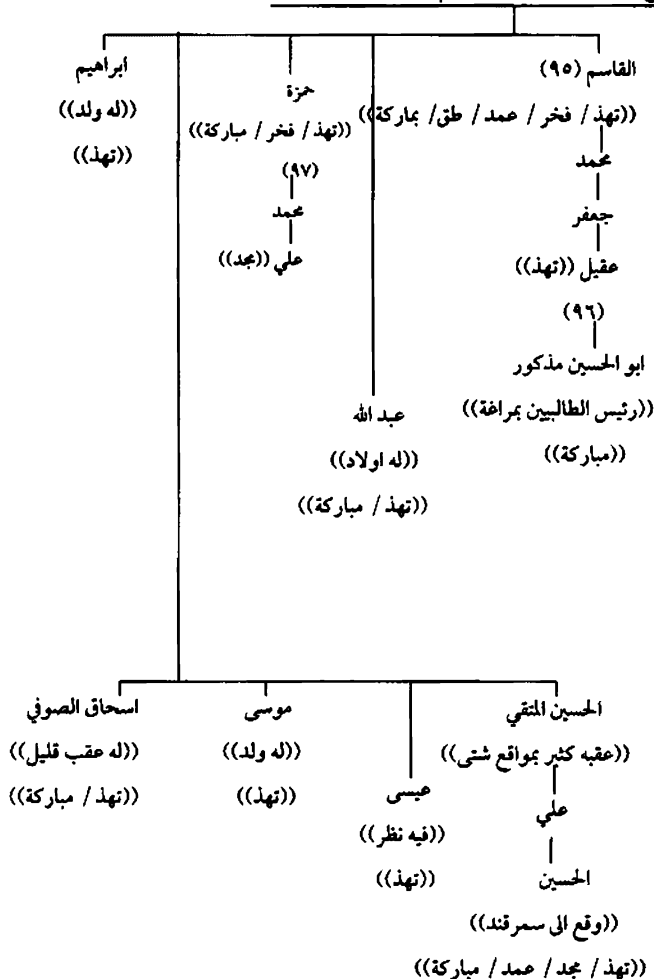 القاسم (٩٥)
((تهذ / فخر / عمد / طق/ بماركة))
محمد
جعفر
عقيل ((تهذ))
(٩٦)
ابو الحسين مذكور
((رئيس الطالبيين بمراغة))
((مباركة))
عبد الله
((له اولاد))
((تهذ / مباركة))
حمزة
((تهذ / فخر / مباركة))
(٩٧)
محمد
علي ((مجد))
ابراهيم
((له ولد))
((تهذ))
الحسين المتقي
((عقبه كثير بمواقع شتى))
علي
الحسين
((وقع الى سمرقند))
((تهذ / مجد / عمد / مباركة))
عيسى
((فيه نظر))
((تهذ))
موسى
((له ولد))
((تهذ))
اسحاق الصوفي
((له عقب قليل))
((تهذ / مباركة))